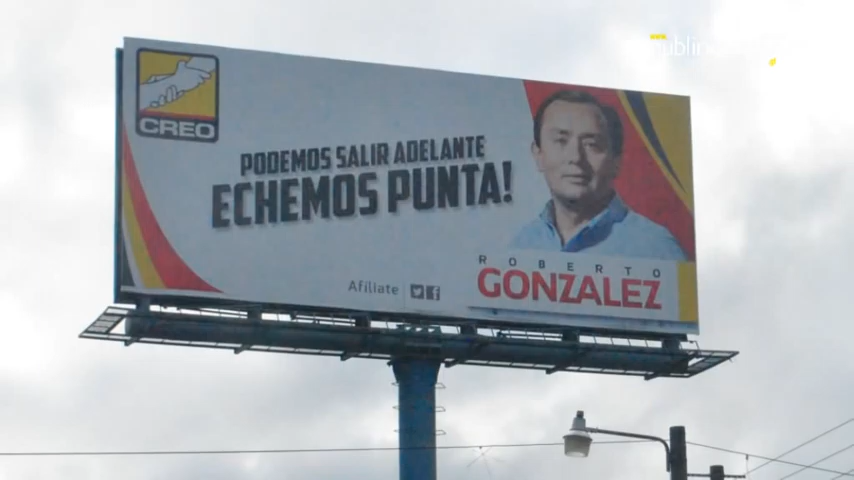 CREO
PODEMOS SALIR ADELANTE
ECHEMOS PUNTA!
ROBERTO
GONZALEZ
Afíliate